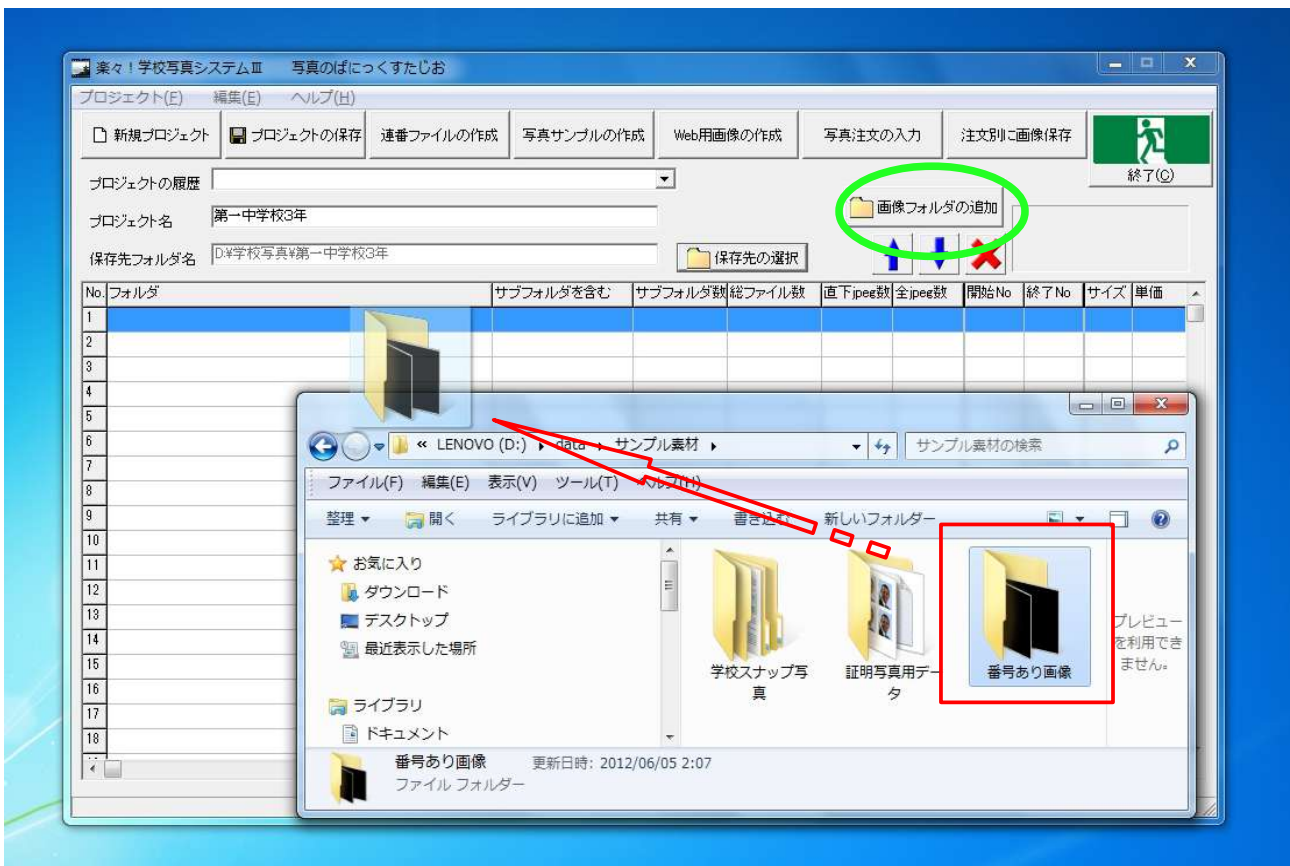 楽々！学校写真システムⅢ　写真のぱにっくすたじお
プロジェクト(F)　編集(E)　ヘルプ(H)
新規プロジェクト　プロジェクトの保存　連番ファイルの作成　写真サンプルの作成　Web用画像の作成　写真注文の入力　注文別に画像保存
終了(C)
プロジェクトの履歴
画像フォルダの追加
プロジェクト名　第一中学校3年
保存先フォルダ名　D:¥学校写真¥第一中学校3年　保存先の選択
No.　フォルダ　サブフォルダを含む　サブフォルダ数　総ファイル数　直下jpeg数　全jpeg数　開始No　終了No　サイズ　単価
1
2
3
4
5
6
7
8
9
10
11
12
13
14
15
16
17
18
« LENOVO (D:)　data　サンプル素材　サンプル素材の検索
ファイル(F)　編集(E)　表示(V)　ツール(T)　ヘルプ(H)
整理　開く　ライブラリに追加　共有　書き込む　新しいフォルダー
お気に入り
ダウンロード
デスクトップ
最近表示した場所
ライブラリ
ドキュメント
学校スナップ写
真
証明写真用デー
タ
番号あり画像
プレビュー
を利用でき
ません。
番号あり画像　更新日時: 2012/06/05 2:07
ファイル フォルダー